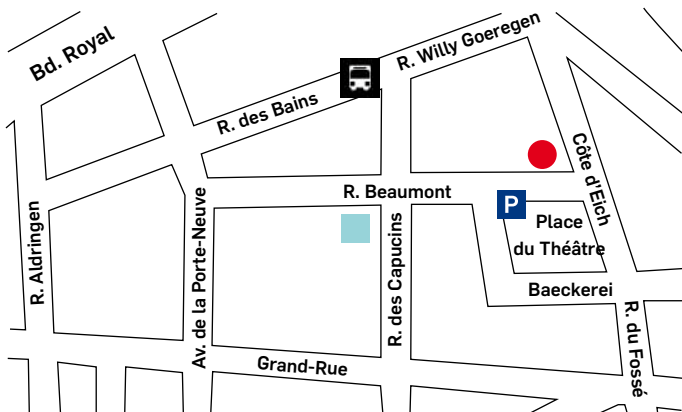 Bd. Royal
R. Willy Goeregen
R. des Bains
Côte d'Eich
R. Beaumont
P
Place
du Théâtre
R. Aldringen
Av. de la Porte-Neuve
R. des Capucins
Baeckerei
R. du Fossé
Grand-Rue